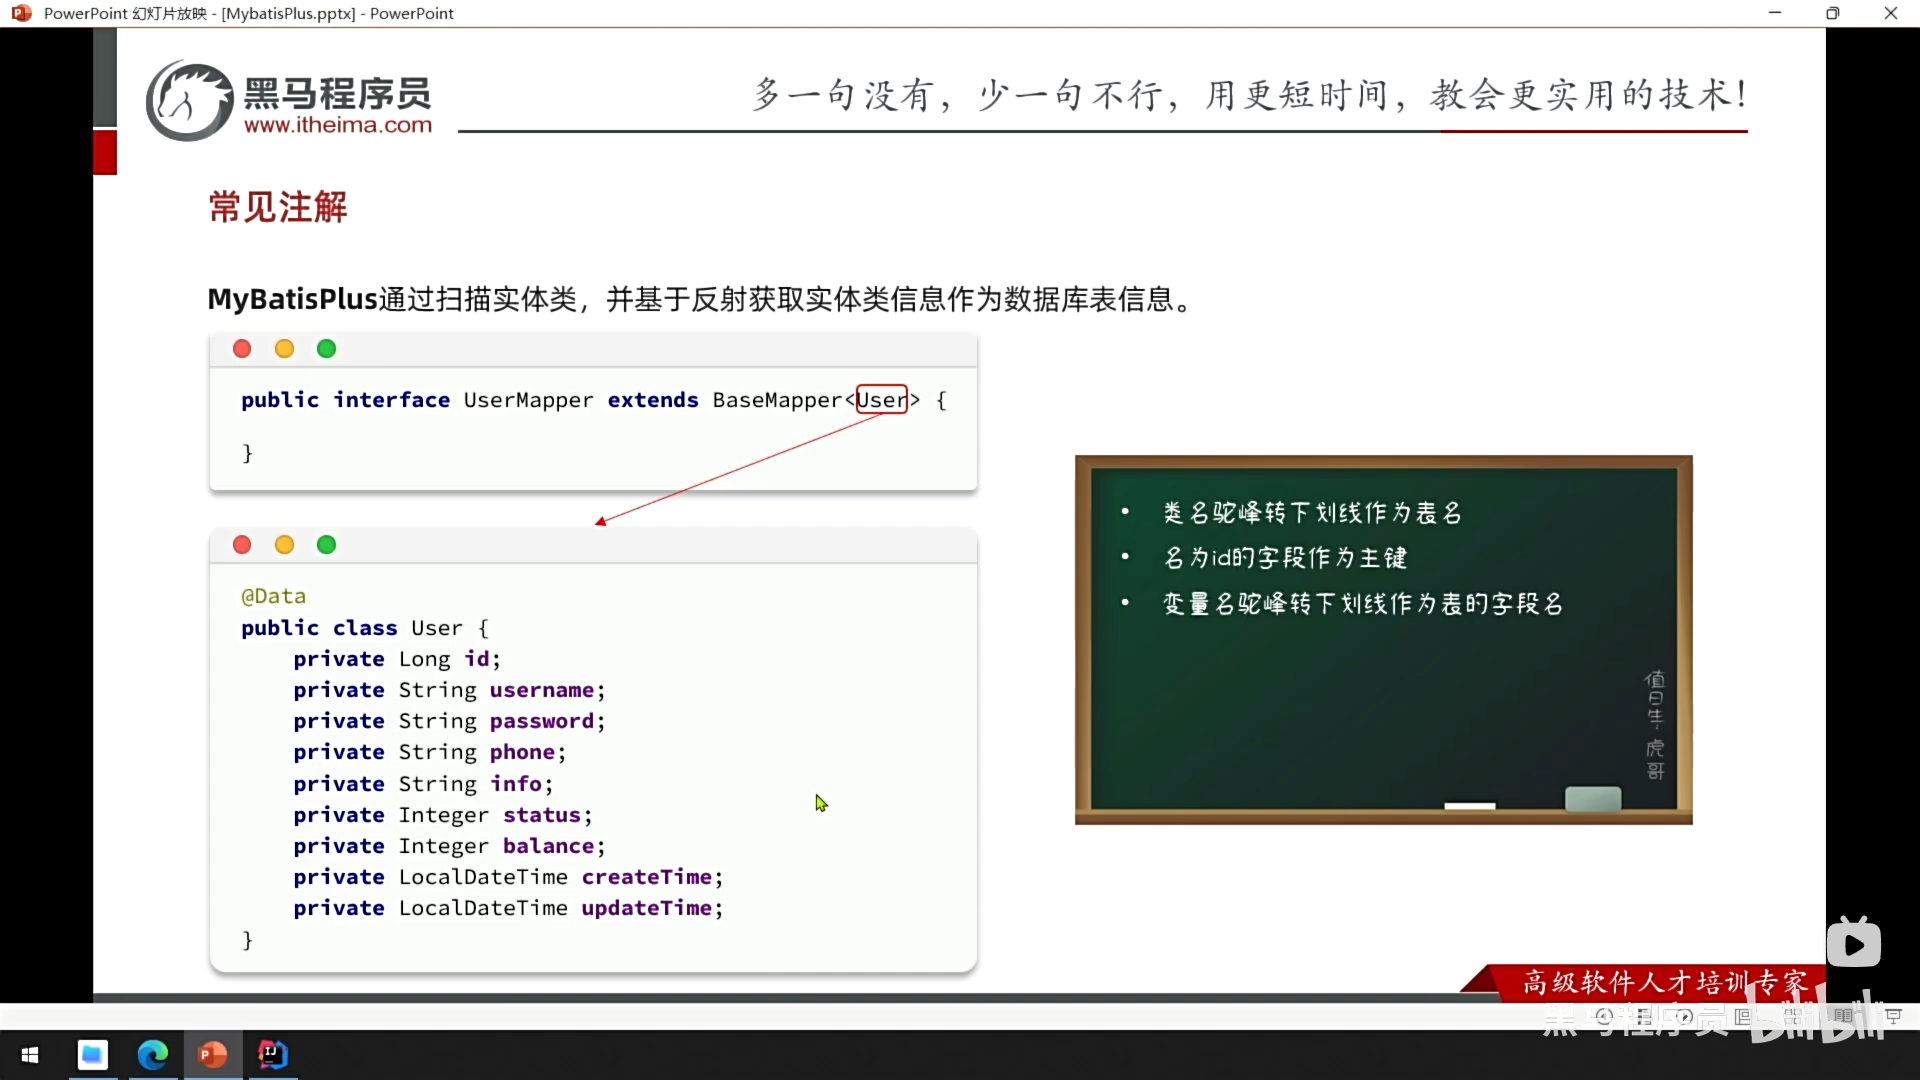 PowerPoint 幻灯片放映 - [MybatisPlus.pptx] - PowerPoint
黑马程序员
www.itheima.com
多一句没有，少一句不行，用更短时间，教会更实用的技术！
常见注解
MyBatisPlus通过扫描实体类，并基于反射获取实体类信息作为数据库表信息。
public interface UserMapper extends BaseMapper<User> {
}
@Data
public class User {
private Long id;
private String username;
private String password;
private String phone;
private String info;
private Integer status;
private Integer balance;
private LocalDateTime createTime;
private LocalDateTime updateTime;
}
• 类名驼峰转下划线作为表名
• 名为id的字段作为主键
• 变量名驼峰转下划线作为表的字段名
值日生：虎哥
高级软件人才培训专家
黑马程序员 bilibili